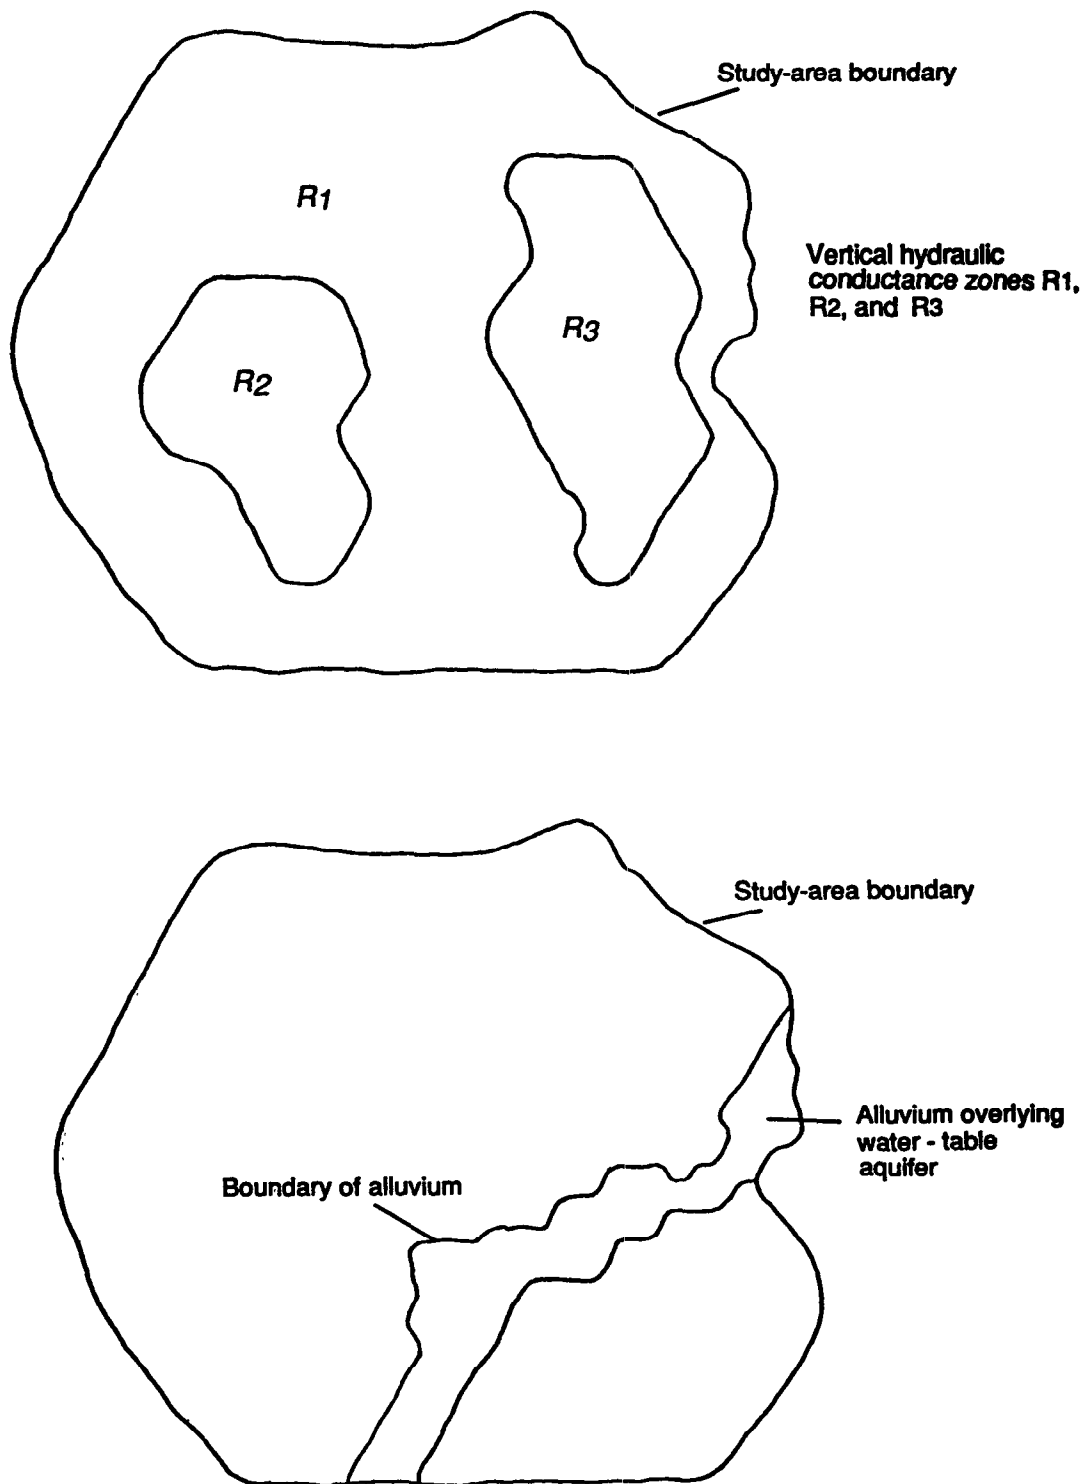 Study-area boundary
R1
Vertical hydraulic
conductance zones R1,
R2, and R3
R3
R2
Study-area boundary
Alluvium overlying
water - table
aquifer
Boundary of alluvium